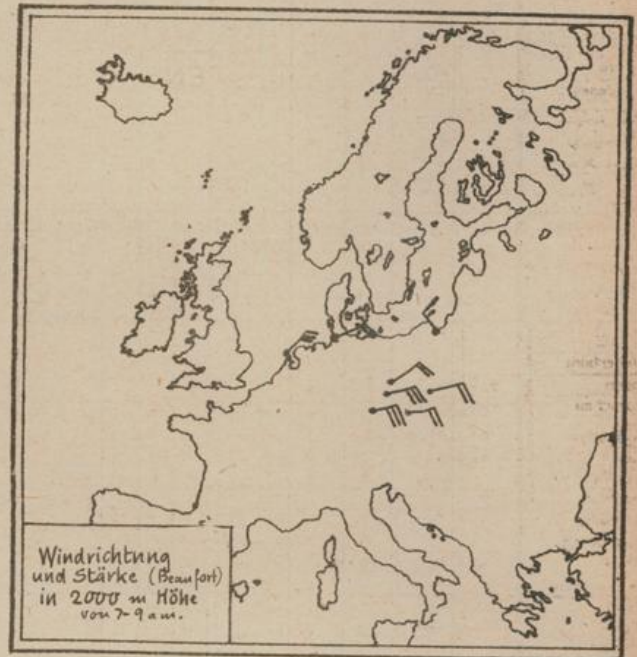 Windrichtung
und Stärke (Beaufort)
in 2000 m Höhe
von 7-9 am.